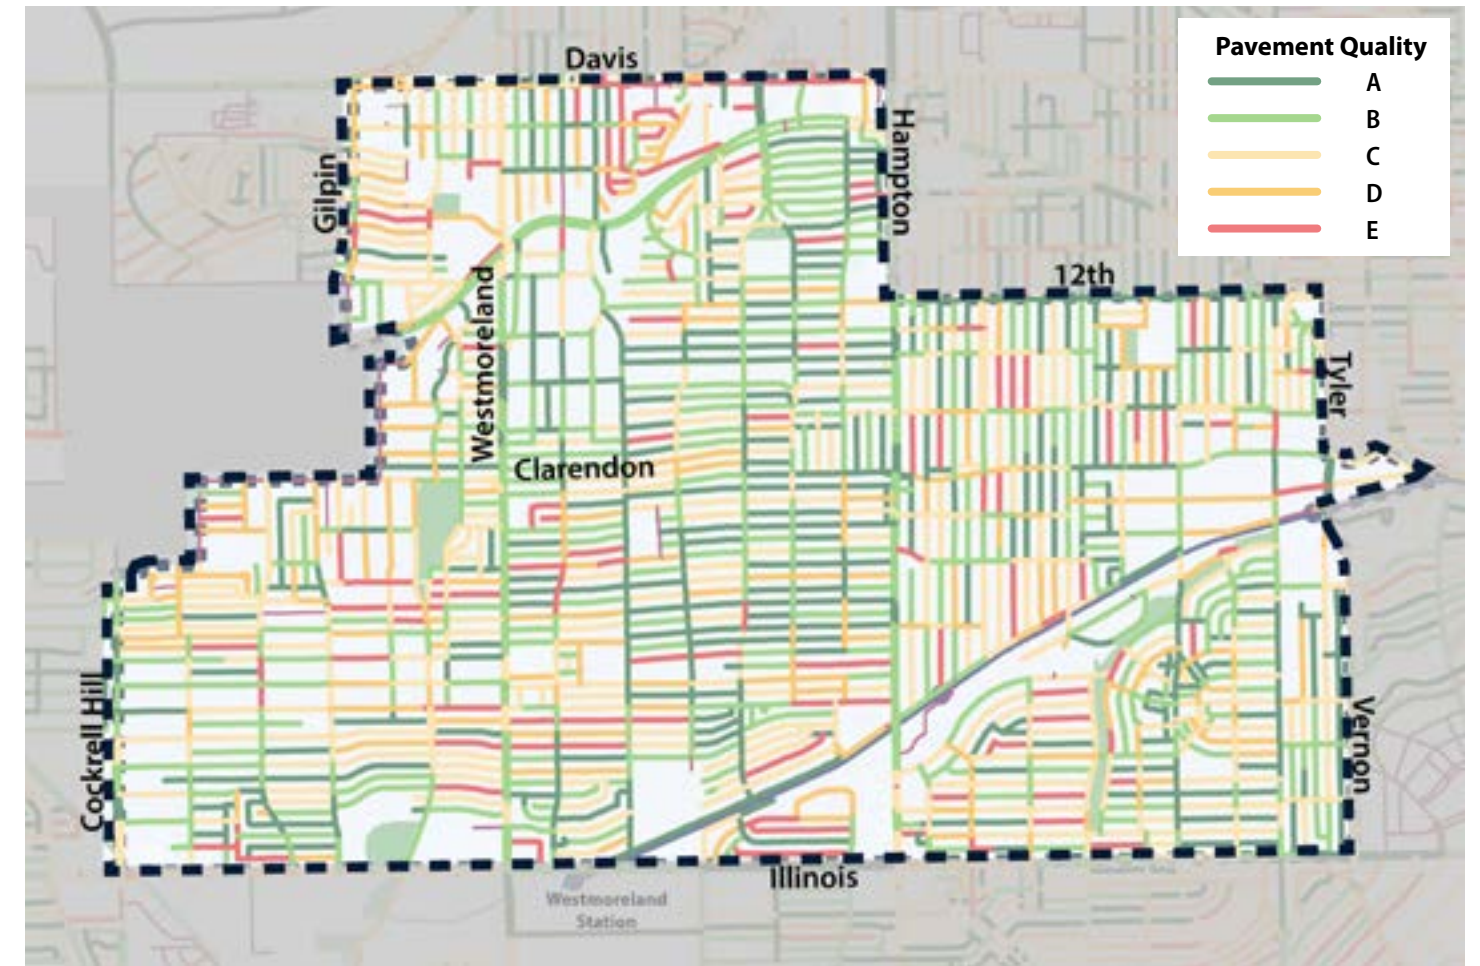 Davis
Pavement Quality
A
B
C
D
E
Gilpin
Hampton
12th
Westmoreland
Tyler
Clarendon
Cockrell Hill
Vernon
Illinois
Westmoreland
Station